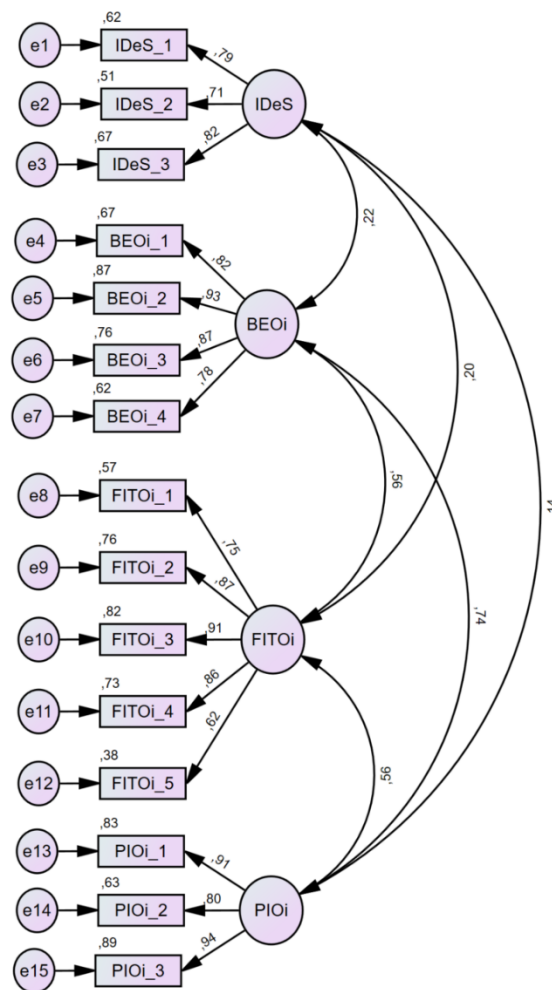 ,62
e1 IDeS_1 ,79
,51
e2 IDeS_2 ,71 IDeS
,67
e3 IDeS_3 ,82
,22
,67
e4 BEOi_1 ,82
,87
e5 BEOi_2 ,93
BEOi
,76
e6 BEOi_3 ,87
,20
,62
e7 BEOi_4 ,78
,14
,57
e8 FITOi_1 ,56
,75
,76
e9 FITOi_2 ,87
,82
e10 FITOi_3 ,91 FITOi ,74
,73
e11 FITOi_4 ,86
,62
,38
e12 FITOi_5 ,56
,83
e13 PIOi_1 ,91
,63
e14 PIOi_2 ,80 PIOi
,89
e15 PIOi_3 ,94